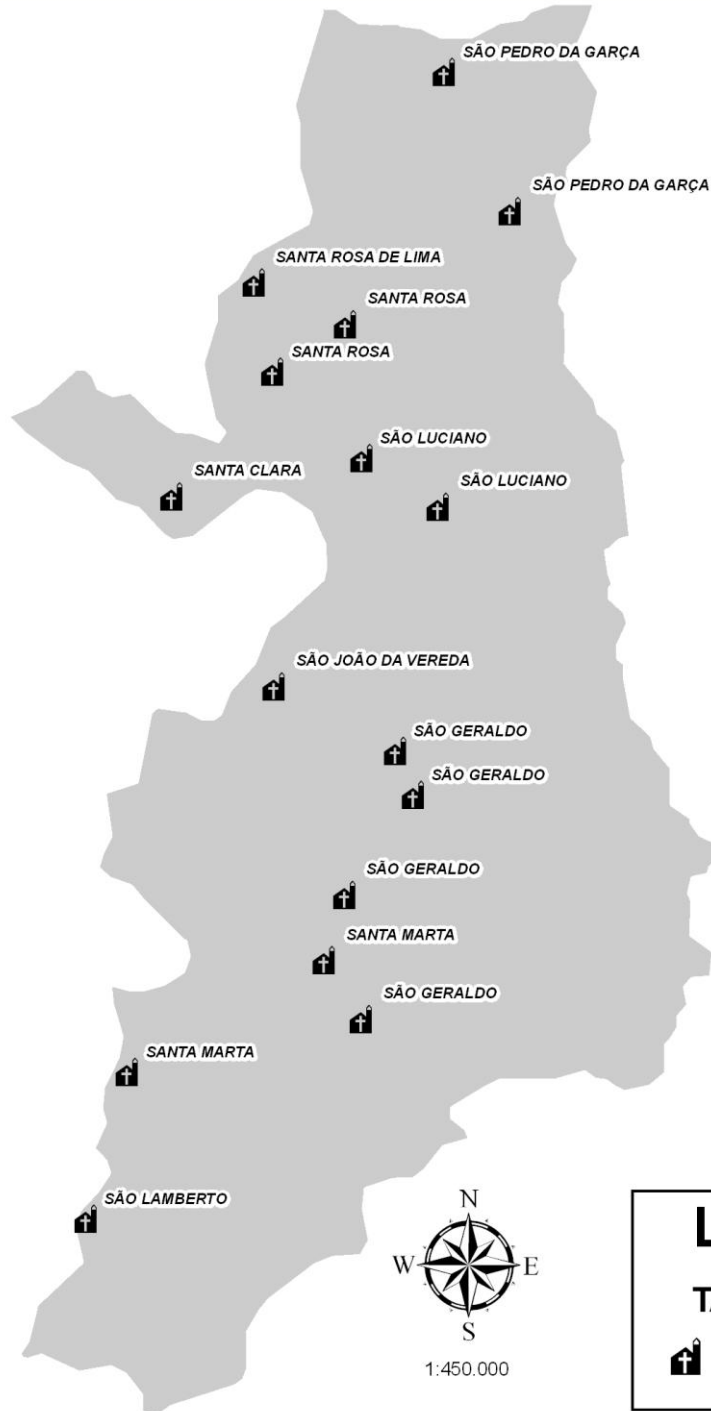 SÃO PEDRO DA GARÇA
SÃO PEDRO DA GARÇA
SANTA ROSA DE LIMA
SANTA ROSA
SANTA ROSA
SÃO LUCIANO
SANTA CLARA
SÃO LUCIANO
SÃO JOÃO DA VEREDA
SÃO GERALDO
SÃO GERALDO
SÃO GERALDO
SANTA MARTA
SÃO GERALDO
SANTA MARTA
SÃO LAMBERTO
N
W E
S
1:450.000